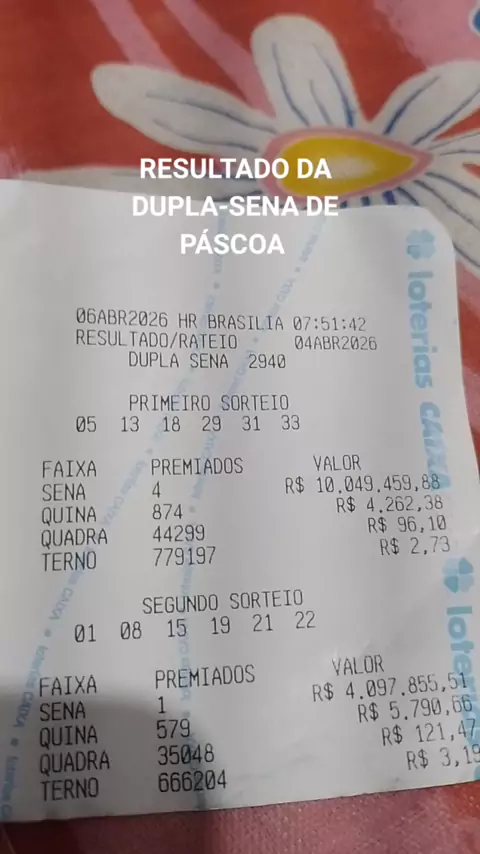 RESULTADO DA
DUPLA-SENA DE
PÁSCOA
loterias CAIXA
06ABR2026 HR BRASILIA 07:51:42
RESULTADO/RATEIO 04ABR2026
DUPLA SENA 2940
PRIMEIRO SORTEIO
05 13 18 29 31 33
FAIXA PREMIADOS VALOR
SENA 4 R$ 10.049.459,88
QUINA 874 R$ 4.262,38
QUADRA 44299 R$ 96,10
TERNO 779197 R$ 2,73
SEGUNDO SORTEIO
01 08 15 19 21 22
FAIXA PREMIADOS VALOR
SENA 1 R$ 4.097.855,51
QUINA 579 R$ 5.790,66
QUADRA 35048 R$ 121,47
TERNO 666204 R$ 3,19